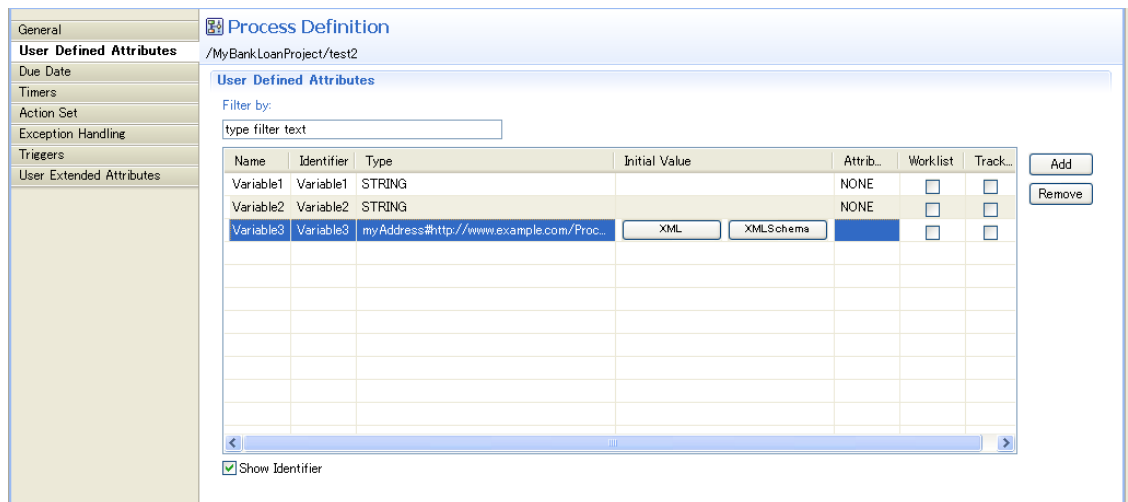 General
User Defined Attributes
Due Date
Timers
Action Set
Exception Handling
Triggers
User Extended Attributes
Process Definition
/MyBankLoanProject/test2
User Defined Attributes
Filter by:
type filter text
Name Identifier Type Initial Value Attrib... Worklist Track...
Variable1 Variable1 STRING NONE
Variable2 Variable2 STRING NONE
Variable3 Variable3 myAddress#http://www.example.com/Proc... XML XMLSchema
Add
Remove
Show Identifier